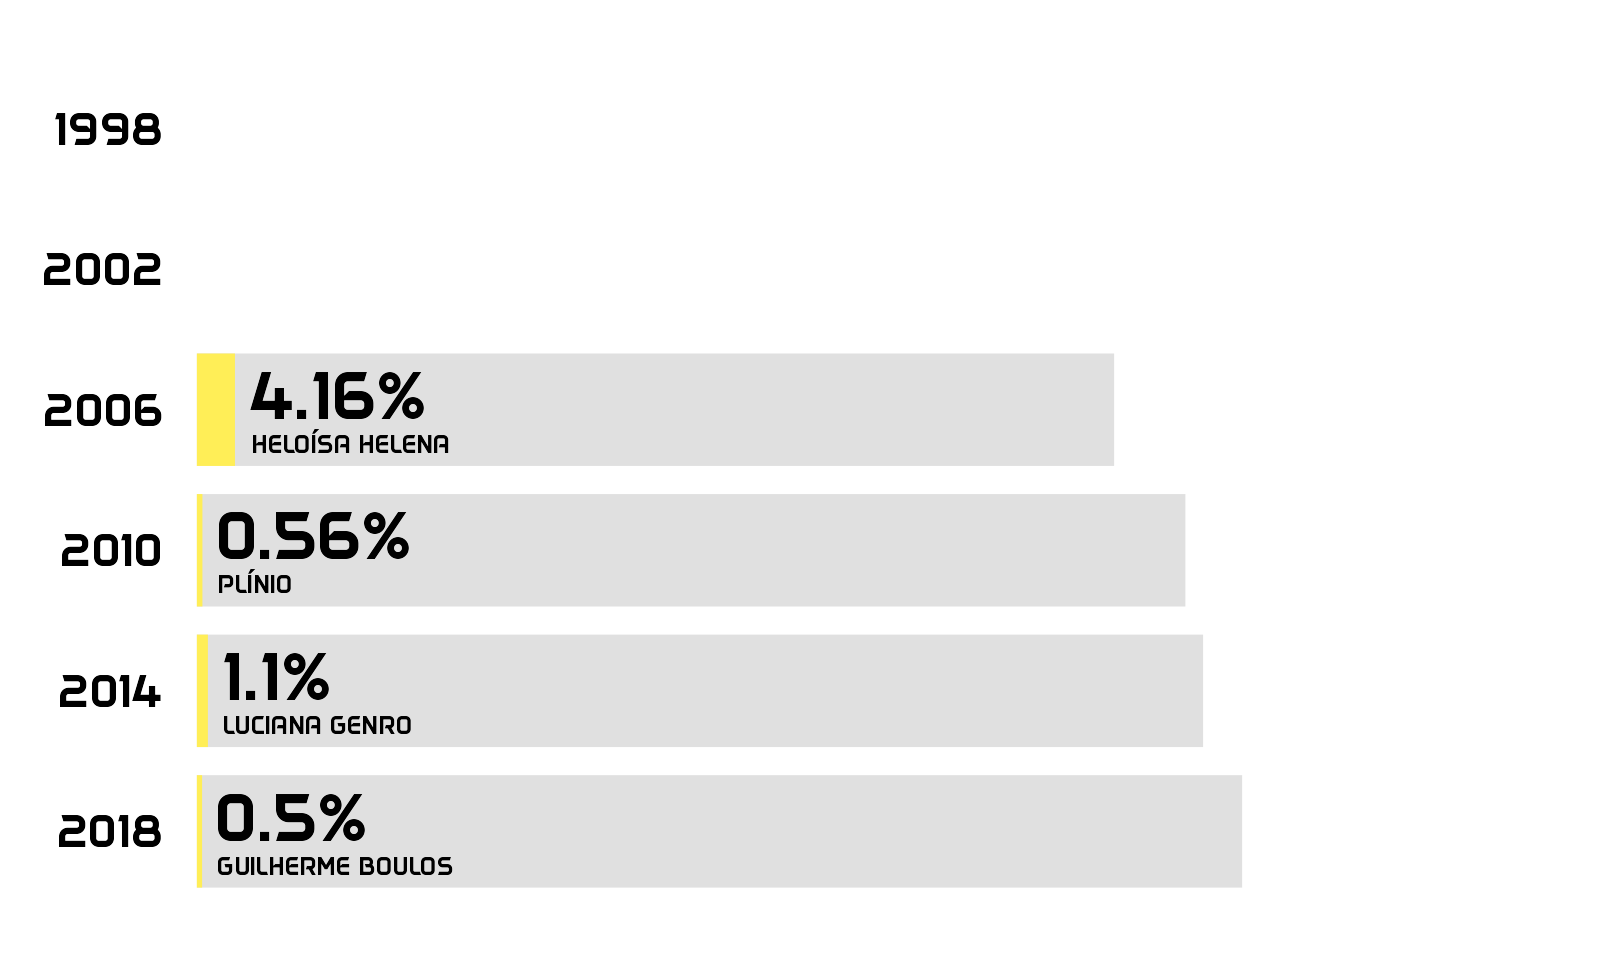 1998
2002
2006
4.16%
HELOÍSA HELENA
2010
0.56%
PLÍNIO
2014
1.1%
LUCIANA GENRO
2018
0.5%
GUILHERME BOULOS